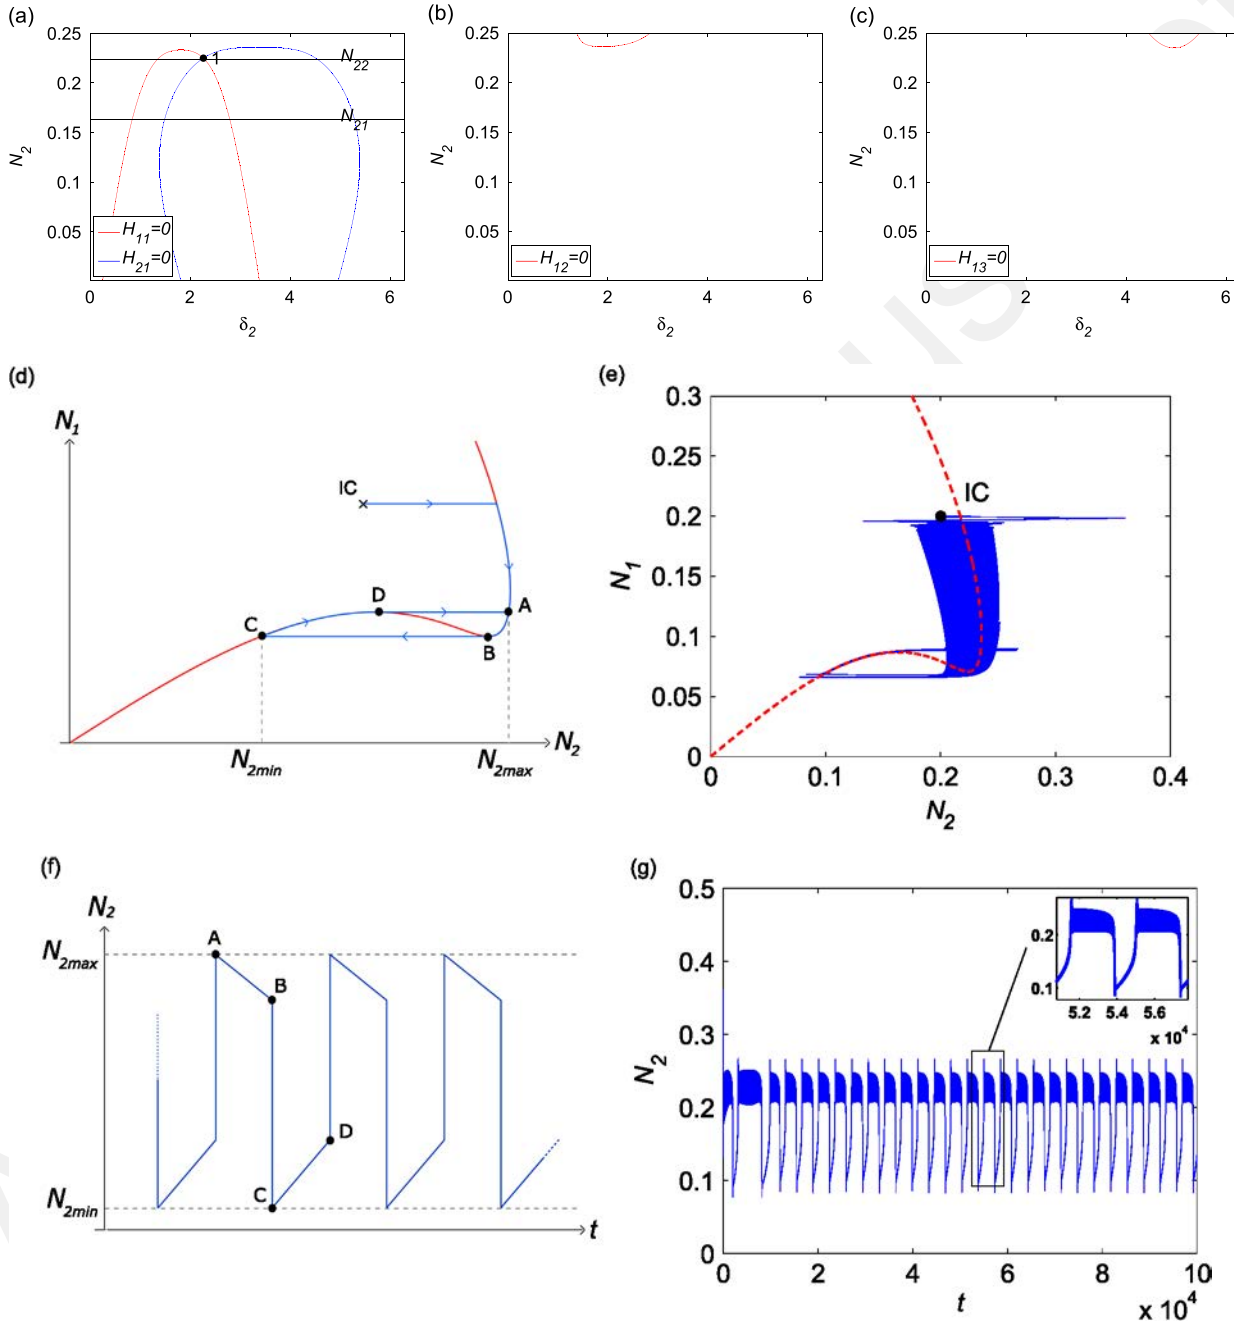 (a)
0.25
0.2
0.15
0.1
0.05
N2
N22
N21
1
H11=0
H21=0
0 2 4 6
δ2
(b)
0.25
0.2
0.15
0.1
0.05
N2
H12=0
0 2 4 6
δ2
(c)
0.25
0.2
0.15
0.1
0.05
N2
H13=0
0 2 4 6
δ2
(d)
N1
IC
D
A
C
B
N2min
N2max
N2
(e)
0.3
0.25
0.2
0.15
0.1
0.05
0
N1
IC
0 0.1 0.2 0.3 0.4
N2
(f)
N2
N2max
A
B
D
C
N2min
t
(g)
0.5
0.4
0.3
0.2
0.1
0
N2
0.2
0.1
5.2 5.4 5.6
x 10^4
0 2 4 6 8 10
t
x 10^4